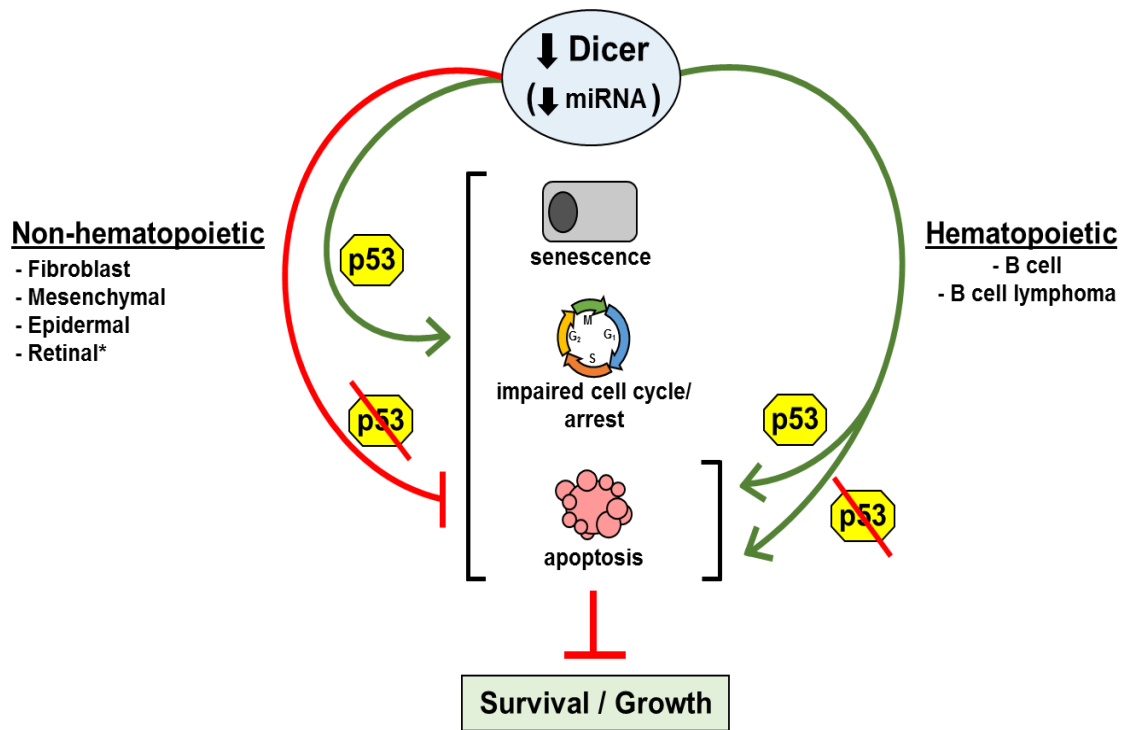 Dicer
( miRNA )
Non-hematopoietic
- Fibroblast
- Mesenchymal
- Epidermal
- Retinal*
p53
p53
senescence
M
G₂
G₁
S
impaired cell cycle/
arrest
apoptosis
Hematopoietic
- B cell
- B cell lymphoma
p53
p53
Survival / Growth